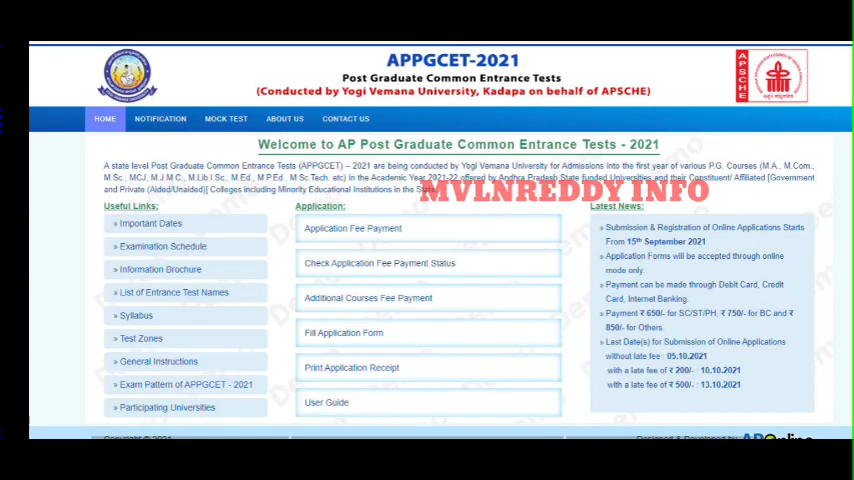 APPGCET-2021
Post Graduate Common Entrance Tests
(Conducted by Yogi Vemana University, Kadapa on behalf of APSCHE)
APSCHE
HOME NOTIFICATION MOCK TEST ABOUT US CONTACT US
Welcome to AP Post Graduate Common Entrance Tests - 2021
A state level Post Graduate Common Entrance Tests (APPGCET) – 2021 are being conducted by Yogi Vemana University for Admissions into the first year of various P.G. Courses (M.A., M.Com.,
M.Sc., MCJ, M.J.M.C., M.Lib.I.Sc., M.Ed., M.P.Ed., M.Sc.Tech. etc) in the Academic Year 2021-22 offered by Andhra Pradesh State funded Universities and their Constituent/ Affiliated [Government
and Private (Aided/Unaided)] Colleges including Minority Educational Institutions in the State.
MVLNREDDY INFO
Useful Links:
» Important Dates
» Examination Schedule
» Information Brochure
» List of Entrance Test Names
» Syllabus
» Test Zones
» General Instructions
» Exam Pattern of APPGCET - 2021
» Participating Universities
Application:
Application Fee Payment
Check Application Fee Payment Status
Additional Courses Fee Payment
Fill Application Form
Print Application Receipt
User Guide
Latest News:
» Submission & Registration of Online Applications Starts
From 15th September 2021
» Application Forms will be accepted through online
mode only.
» Payment can be made through Debit Card, Credit
Card, Internet Banking.
» Payment ₹ 650/- for SC/ST/PH, ₹ 750/- for BC and ₹
850/- for Others.
» Last Date(s) for Submission of Online Applications
without late fee : 05.10.2021
with a late fee of ₹ 200/- : 10.10.2021
with a late fee of ₹ 500/- : 13.10.2021
Copyright © 2021
Designed & Developed by APOnline